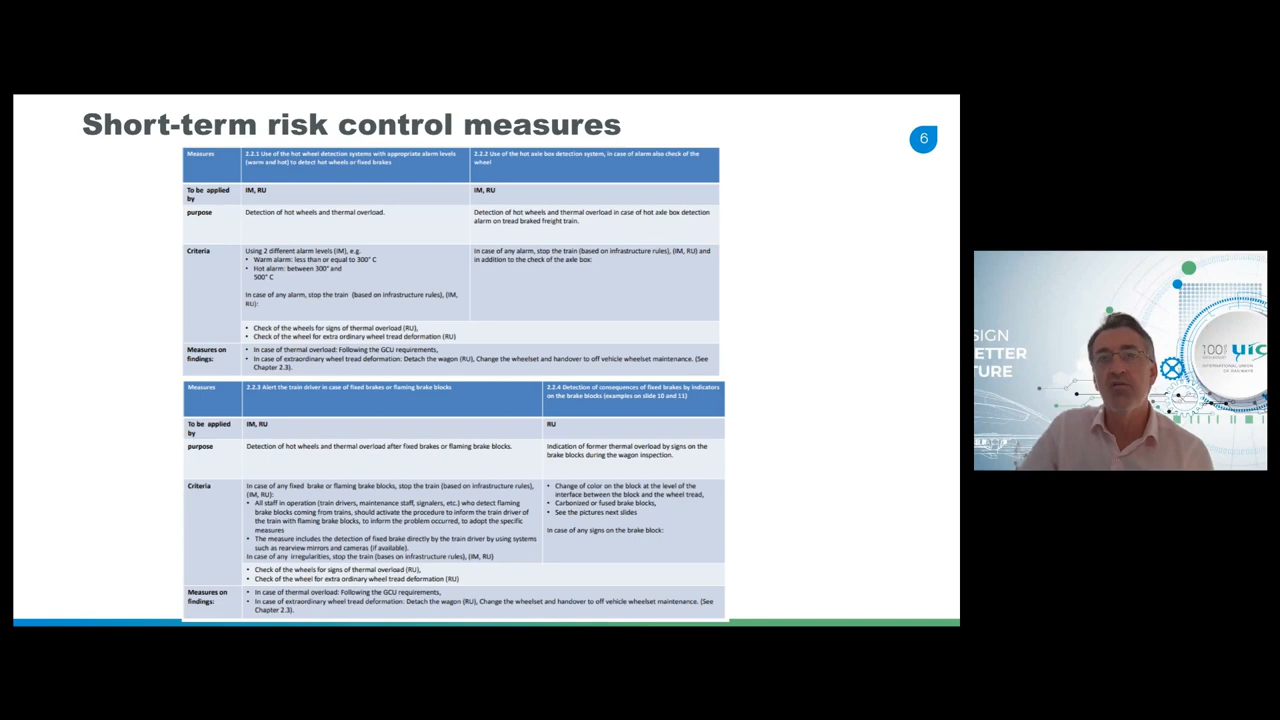 Short-term risk control measures
6
Measures
2.2.1 Use of the hot wheel detection systems with appropriate alarm levels
(warm and hot) to detect hot wheels or fixed brakes
2.2.2 Use of the hot axle box detection system, in case of alarm also check of the
wheel
To be applied
by
IM, RU
IM, RU
purpose
Detection of hot wheels and thermal overload.
Detection of hot wheels and thermal overload in case of hot axle box detection
alarm on tread braked freight train.
Criteria
Using 2 different alarm levels (IM), e.g.
• Warm alarm: less than or equal to 300° C
• Hot alarm: between 300° and
500° C
In case of any alarm, stop the train (based on infrastructure rules), (IM,
RU):
In case of any alarm, stop the train (based on infrastructure rules), (IM, RU) and
in addition to the check of the axle box:
• Check of the wheels for signs of thermal overload (RU),
• Check of the wheel for extra ordinary wheel tread deformation (RU)
Measures on
findings:
• In case of thermal overload: Following the GCU requirements,
• In case of extraordinary wheel tread deformation: Detach the wagon (RU), Change the wheelset and handover to off vehicle wheelset maintenance. (See
Chapter 2.3).
Measures
2.2.3 Alert the train driver in case of fixed brakes or flaming brake blocks
2.2.4 Detection of consequences of fixed brakes by indicators
on the brake blocks (examples on slide 10 and 11)
To be applied
by
IM, RU
RU
purpose
Detection of hot wheels and thermal overload after fixed brakes or flaming brake blocks.
Indication of former thermal overload by signs on the
brake blocks during the wagon inspection.
Criteria
In case of any fixed brake or flaming brake blocks, stop the train (based on infrastructure rules),
(IM, RU):
• All staff in operation (train drivers, maintenance staff, signalers, etc.) who detect flaming
brake blocks coming from trains, should activate the procedure to inform the train driver of
the train with flaming brake blocks, to inform the problem occurred, to adopt the specific
measures
• The measure includes the detection of fixed brake directly by the train driver by using systems
such as rearview mirrors and cameras (if available).
In case of any irregularities, stop the train (bases on infrastructure rules), (IM, RU)
• Change of color on the block at the level of the
interface between the block and the wheel tread,
• Carbonized or fused brake blocks,
• See the pictures next slides
In case of any signs on the brake block:
• Check of the wheels for signs of thermal overload (RU),
• Check of the wheel for extra ordinary wheel tread deformation (RU)
Measures on
findings:
• In case of thermal overload: Following the GCU requirements,
• In case of extraordinary wheel tread deformation: Detach the wagon (RU), Change the wheelset and handover to off vehicle wheelset maintenance. (See
Chapter 2.3).
SIGN
ETTER
TURE
100
uic
INTERNATIONAL UNION
OF RAILWAYS